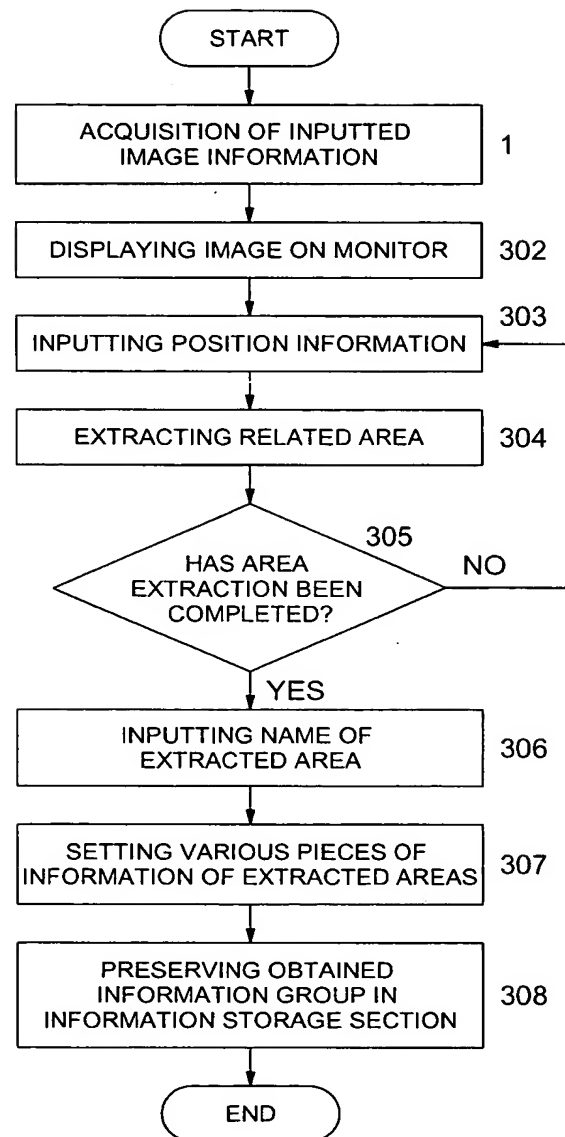 START
ACQUISITION OF INPUTTED
IMAGE INFORMATION
1
DISPLAYING IMAGE ON MONITOR
302
303
INPUTTING POSITION INFORMATION
EXTRACTING RELATED AREA
304
305
HAS AREA
EXTRACTION BEEN
COMPLETED?
NO
YES
INPUTTING NAME OF
EXTRACTED AREA
306
SETTING VARIOUS PIECES OF
INFORMATION OF EXTRACTED AREAS
307
PRESERVING OBTAINED
INFORMATION GROUP IN
INFORMATION STORAGE SECTION
308
END